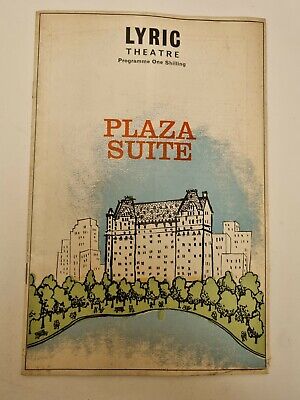 LYRIC
THEATRE
Programme One Shilling
PLAZA
SUITE